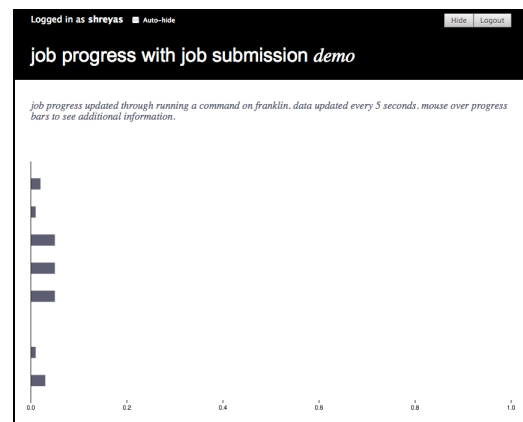 Logged in as shreyas Auto-hide Hide Logout
job progress with job submission demo
job progress updated through running a command on franklin. data updated every 5 seconds. mouse over progress
bars to see additional information.
0.0 0.2 0.4 0.6 0.8 1.0